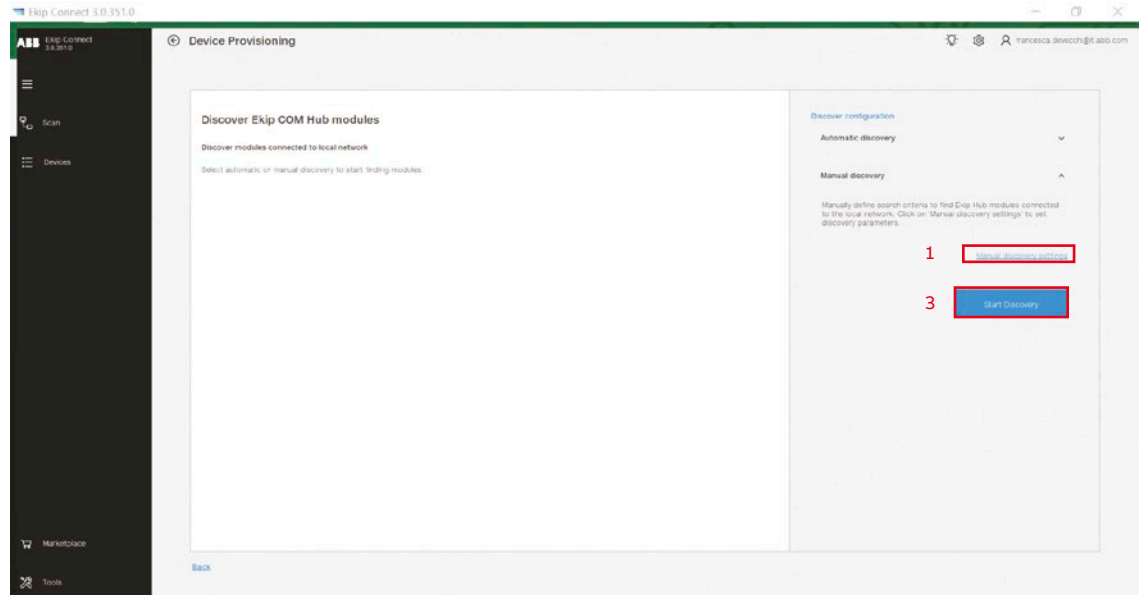 Ekip Connect 3.0.351.0
ABB Ekip Connect
3.0.351.0
Device Provisioning
francesca.devecchi@it.abb.com
Scan
Devices
Discover Ekip COM Hub modules
Discover modules connected to local network
Select automatic or manual discovery to start finding modules.
Discover configuration
Automatic discovery
Manual discovery
Manually define search criteria to find Ekip Hub modules connected
to the local network. Click on 'Manual discovery settings' to set
discovery parameters.
1 Manual discovery settings
3 Start Discovery
Marketplace
Back
Tools